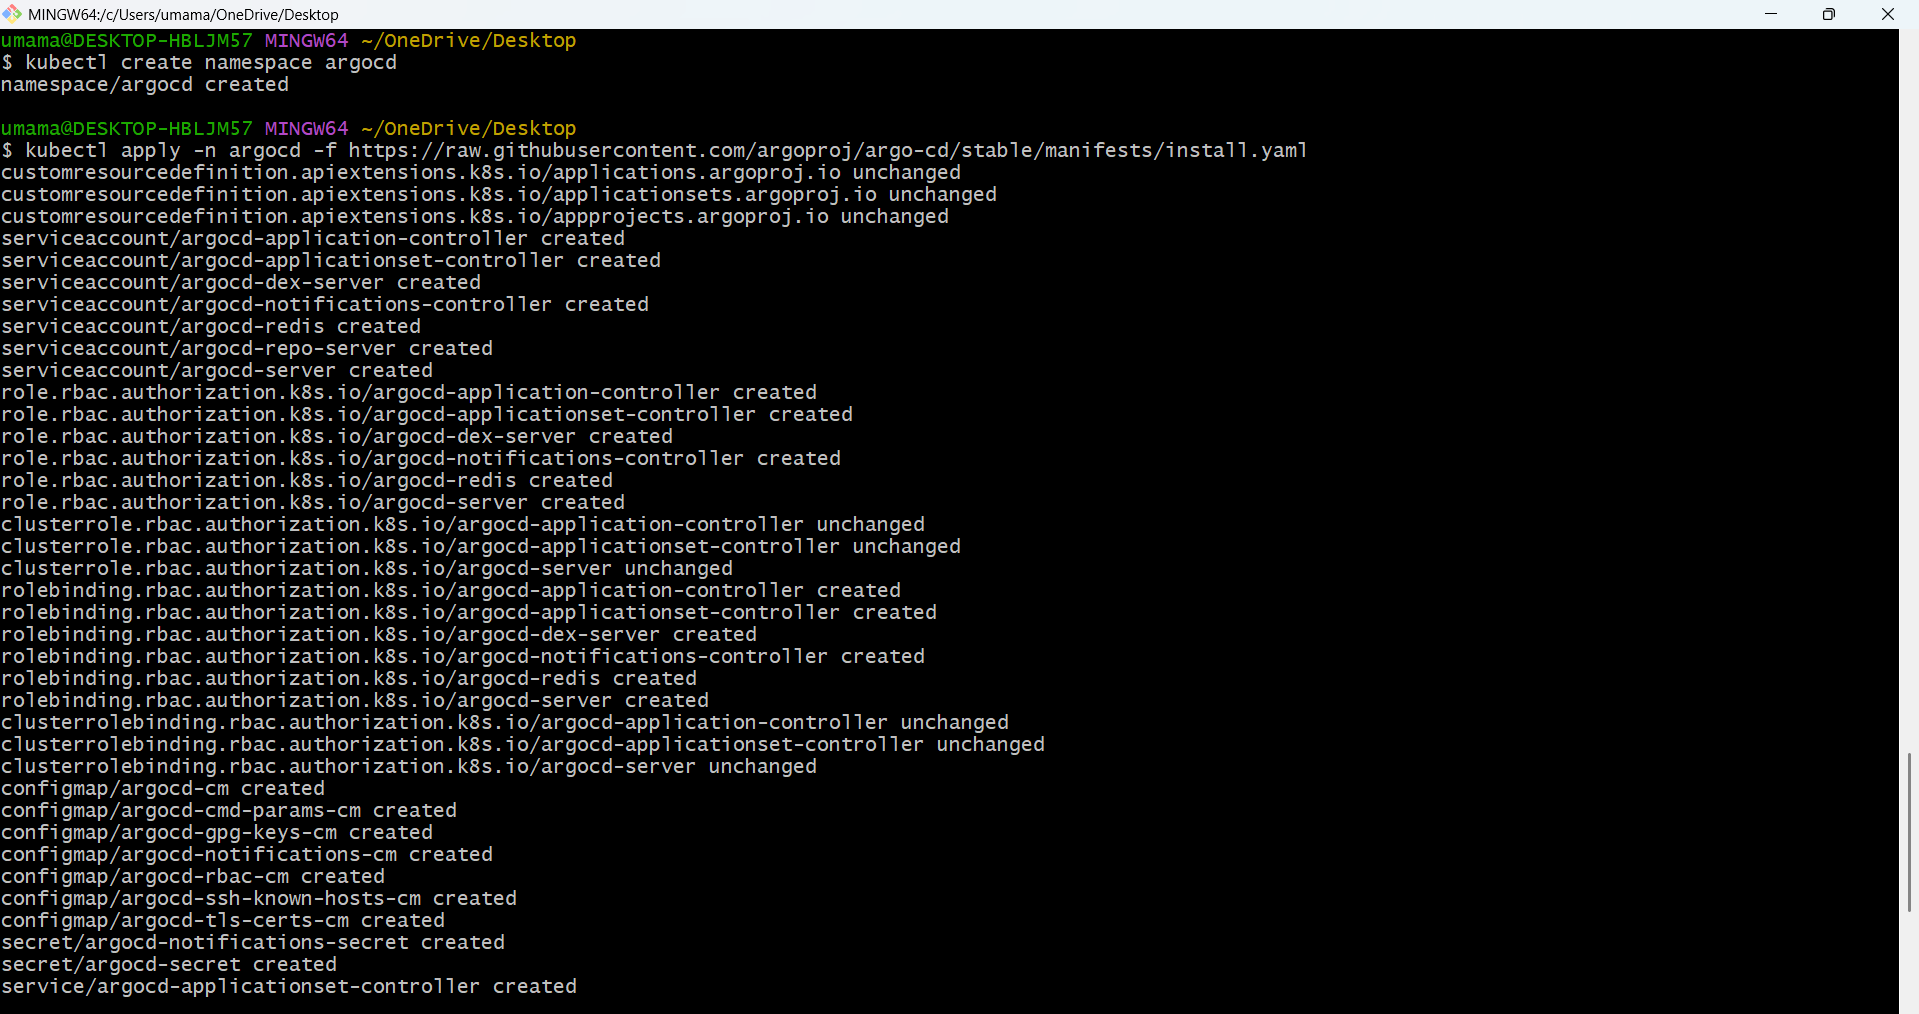 MINGW64:/c/Users/umama/OneDrive/Desktop
umama@DESKTOP-HBLJM57 MINGW64 ~/OneDrive/Desktop
$ kubectl create namespace argocd
namespace/argocd created
umama@DESKTOP-HBLJM57 MINGW64 ~/OneDrive/Desktop
$ kubectl apply -n argocd -f https://raw.githubusercontent.com/argoproj/argo-cd/stable/manifests/install.yaml
customresourcedefinition.apiextensions.k8s.io/applications.argoproj.io unchanged
customresourcedefinition.apiextensions.k8s.io/applicationsets.argoproj.io unchanged
customresourcedefinition.apiextensions.k8s.io/appprojects.argoproj.io unchanged
serviceaccount/argocd-application-controller created
serviceaccount/argocd-applicationset-controller created
serviceaccount/argocd-dex-server created
serviceaccount/argocd-notifications-controller created
serviceaccount/argocd-redis created
serviceaccount/argocd-repo-server created
serviceaccount/argocd-server created
role.rbac.authorization.k8s.io/argocd-application-controller created
role.rbac.authorization.k8s.io/argocd-applicationset-controller created
role.rbac.authorization.k8s.io/argocd-dex-server created
role.rbac.authorization.k8s.io/argocd-notifications-controller created
role.rbac.authorization.k8s.io/argocd-redis created
role.rbac.authorization.k8s.io/argocd-server created
clusterrole.rbac.authorization.k8s.io/argocd-application-controller unchanged
clusterrole.rbac.authorization.k8s.io/argocd-applicationset-controller unchanged
clusterrole.rbac.authorization.k8s.io/argocd-server unchanged
rolebinding.rbac.authorization.k8s.io/argocd-application-controller created
rolebinding.rbac.authorization.k8s.io/argocd-applicationset-controller created
rolebinding.rbac.authorization.k8s.io/argocd-dex-server created
rolebinding.rbac.authorization.k8s.io/argocd-notifications-controller created
rolebinding.rbac.authorization.k8s.io/argocd-redis created
rolebinding.rbac.authorization.k8s.io/argocd-server created
clusterrolebinding.rbac.authorization.k8s.io/argocd-application-controller unchanged
clusterrolebinding.rbac.authorization.k8s.io/argocd-applicationset-controller unchanged
clusterrolebinding.rbac.authorization.k8s.io/argocd-server unchanged
configmap/argocd-cm created
configmap/argocd-cmd-params-cm created
configmap/argocd-gpg-keys-cm created
configmap/argocd-notifications-cm created
configmap/argocd-rbac-cm created
configmap/argocd-ssh-known-hosts-cm created
configmap/argocd-tls-certs-cm created
secret/argocd-notifications-secret created
secret/argocd-secret created
service/argocd-applicationset-controller created